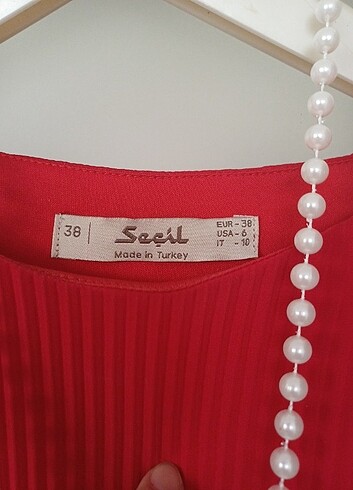 38
Seçil
Made in Turkey
EUR - 38
USA - 6
IT - 10